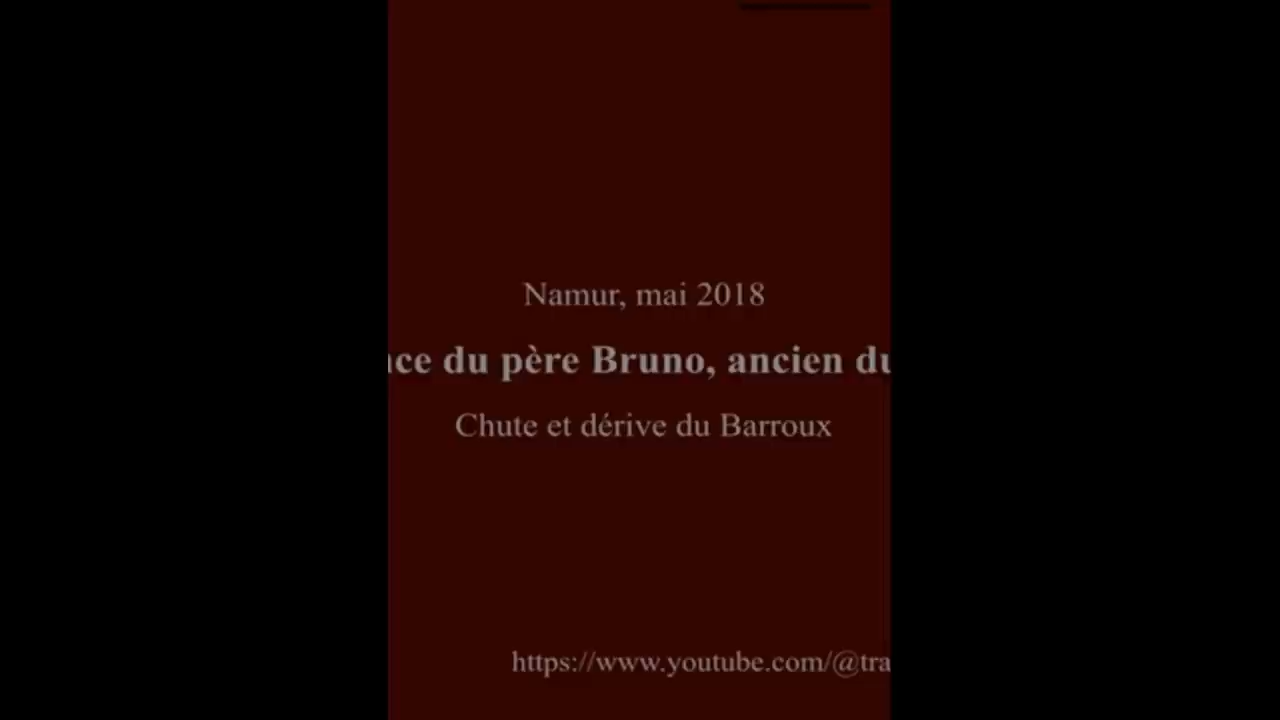 Namur, mai 2018
ce du père Bruno, ancien du
Chute et dérive du Barroux
https://www.youtube.com/@tra